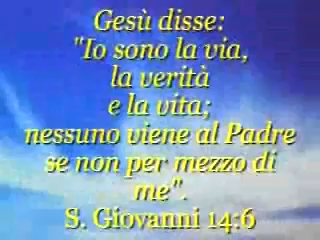 Gesù disse:
"Io sono la via,
la verità
e la vita;
nessuno viene al Padre
se non per mezzo di
me".
S. Giovanni 14:6